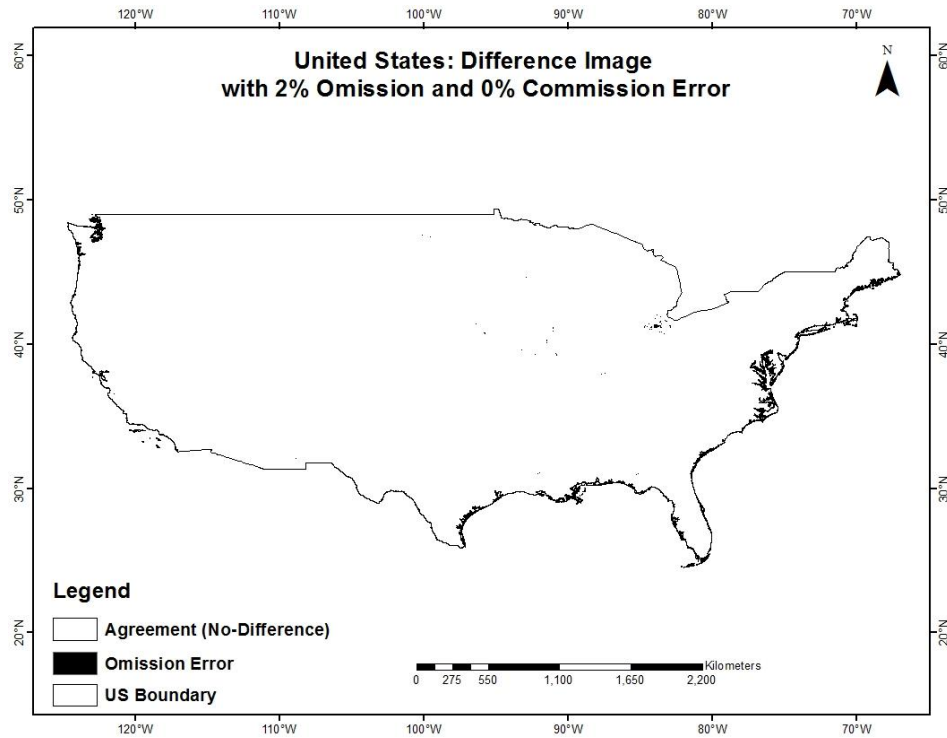 120°W 110°W 100°W 90°W 80°W 70°W
United States: Difference Image
with 2% Omission and 0% Commission Error
N
60°N 60°N
50°N 50°N
40°N 40°N
30°N 30°N
20°N 20°N
Legend
Agreement (No-Difference)
Omission Error
US Boundary
Kilometers
0 275 550 1,100 1,650 2,200
120°W 110°W 100°W 90°W 80°W 70°W